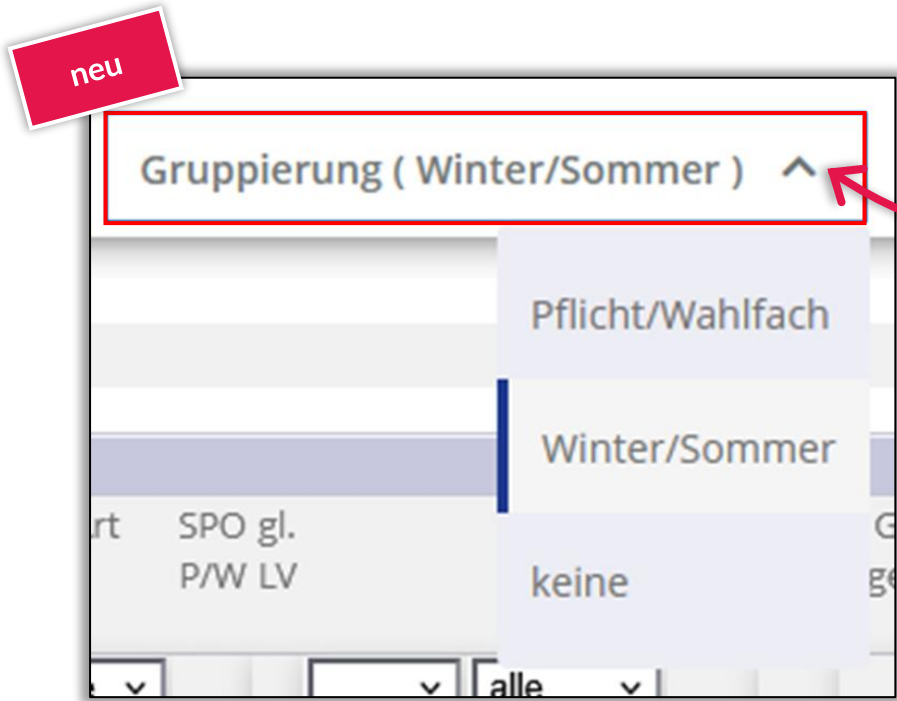 neu
Gruppierung ( Winter/Sommer )
Pflicht/Wahlfach
Winter/Sommer
SPO gl.
P/W LV
keine
alle